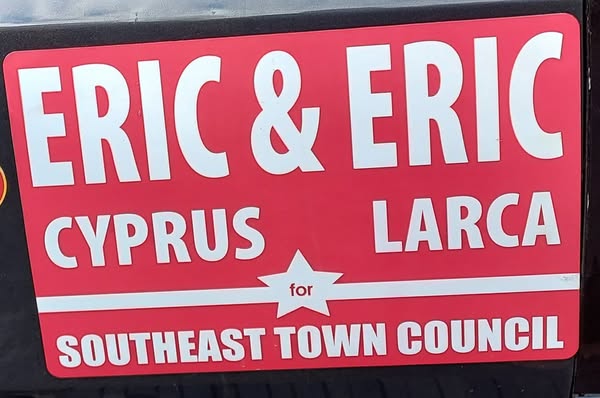 ERIC & ERIC
CYPRUS LARCA
for
SOUTHEAST TOWN COUNCIL